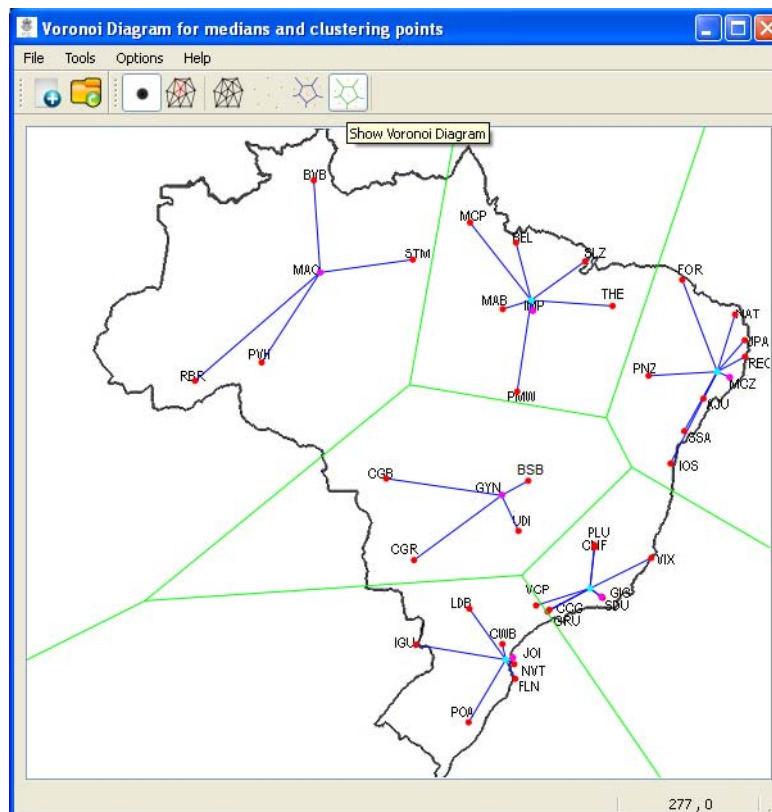 Voronoi Diagram for medians and clustering points
File Tools Options Help
Show Voronoi Diagram
BVB
MCP
BEL
STM
SLZ
MAO
FOR
MAB
IMP
THE
NAT
JPA
REC
PVH
PNZ
RBR
MCZ
PMW
AJU
SSA
IOS
CGB
BSB
GYN
UDI
PLU
CNF
CGR
VIX
VCP
GIG
LDB
CCG
SDU
GRU
CWB
IGU
JOI
NVT
FLN
POA
277 , 0